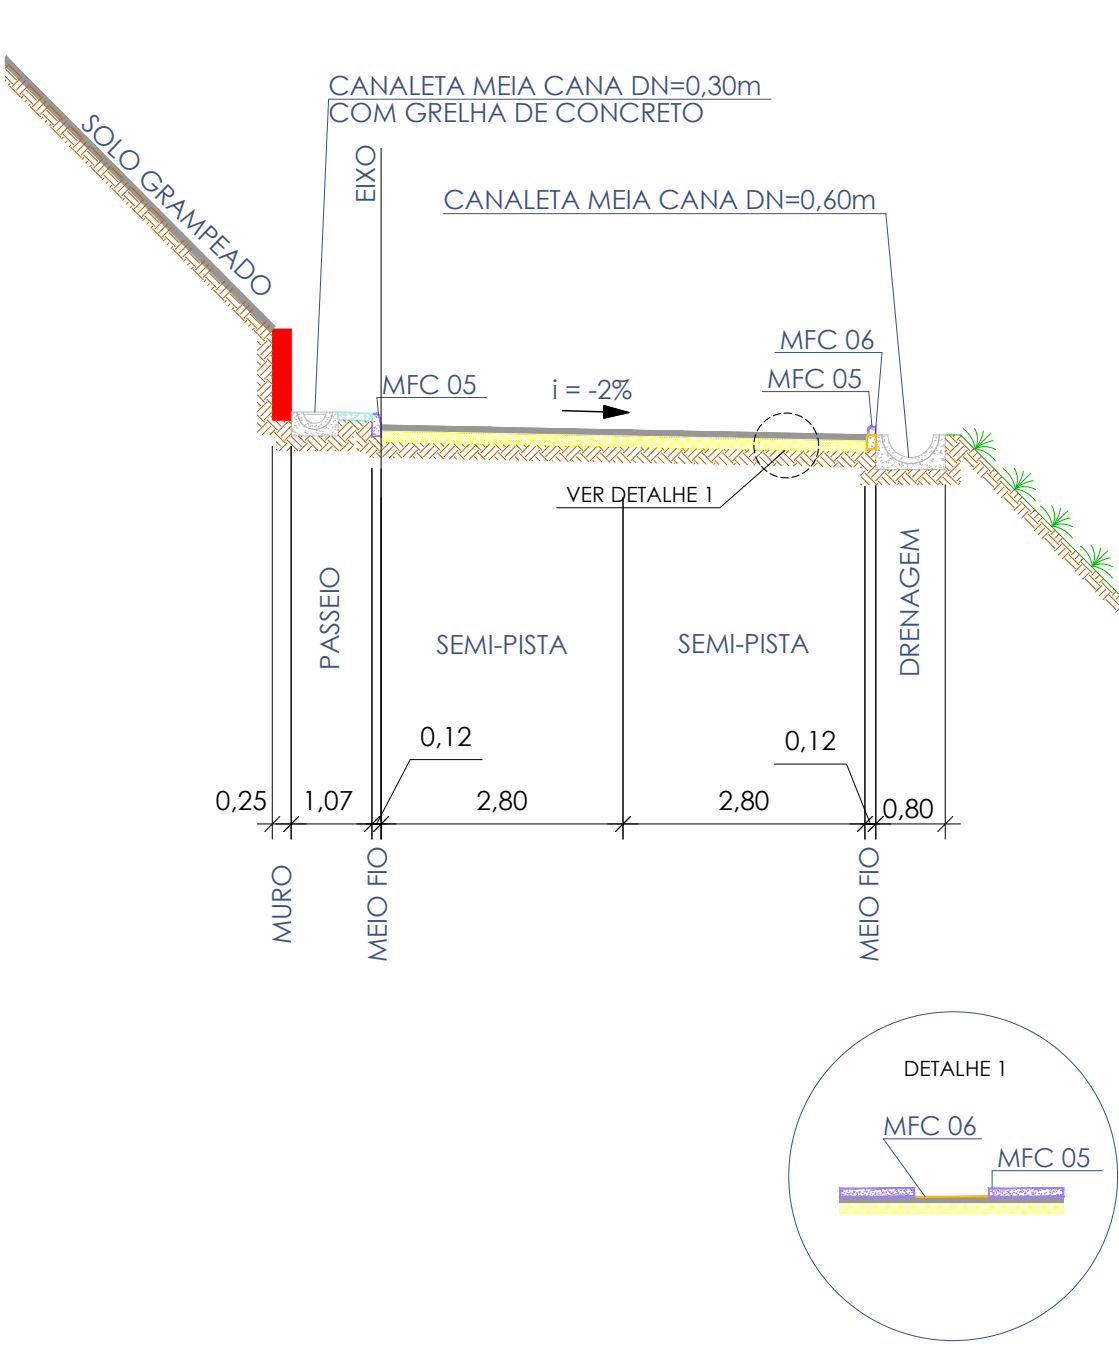 CANALETA MEIA CANA DN=0,30m
COM GRELHA DE CONCRETO
SOLO GRAMPEADO
EIXO
CANALETA MEIA CANA DN=0,60m
MFC 06
MFC 05
i = -2%
MFC 05
VER DETALHE 1
PASSEIO
SEMI-PISTA
SEMI-PISTA
DRENAGEM
0,12
0,12
0,25
1,07
2,80
2,80
0,80
MURO
MEIO FIO
MEIO FIO
DETALHE 1
MFC 06
MFC 05